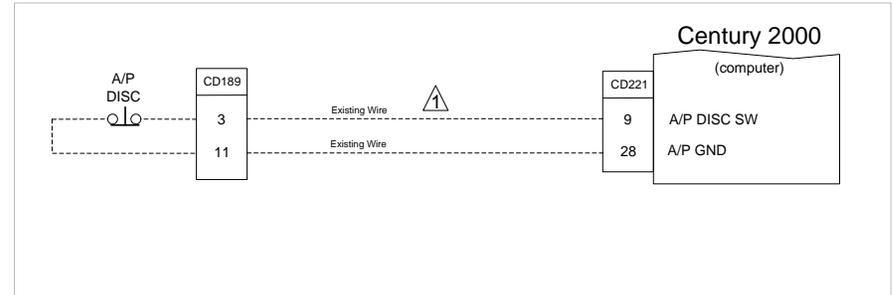 Century 2000
(computer)
A/P
DISC
CD189
3
11
Existing Wire
1
Existing Wire
CD221
9
28
A/P DISC SW
A/P GND